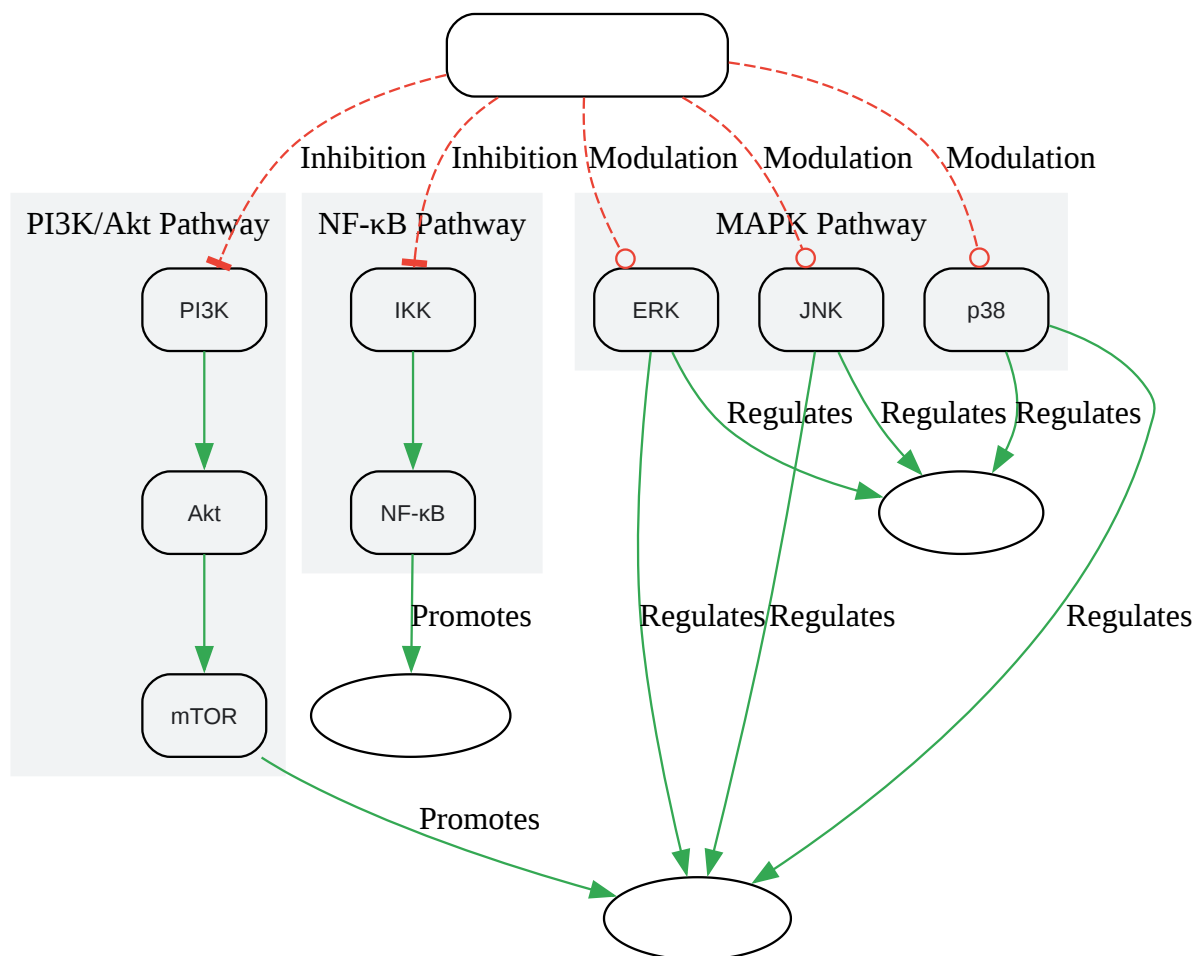 Inhibition
Inhibition
Modulation
Modulation
Modulation
PI3K/Akt Pathway
NF-κB Pathway
MAPK Pathway
PI3K
IKK
ERK
JNK
p38
Regulates
Regulates
Regulates
Akt
NF-κB
Promotes
Regulates
Regulates
Regulates
mTOR
Promotes